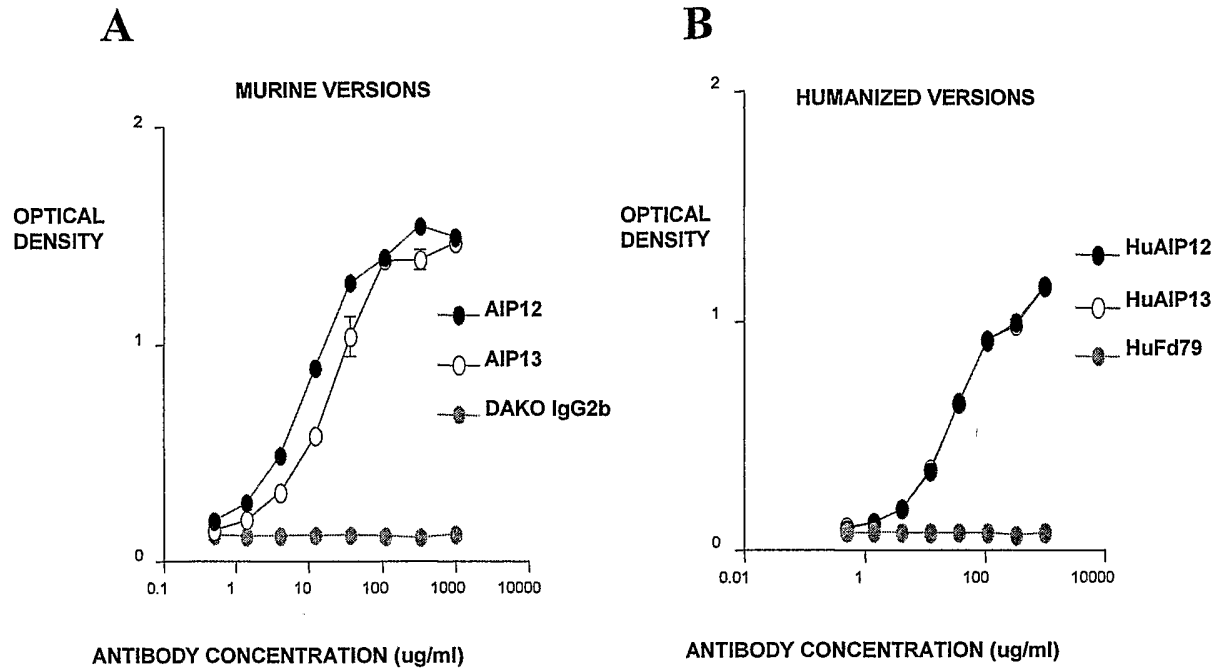 A
MURINE VERSIONS
2
OPTICAL
DENSITY
AIP12
1
AIP13
DAKO IgG2b
0
0.1
1
10
100
1000
10000
ANTIBODY CONCENTRATION (ug/ml)
B
2
HUMANIZED VERSIONS
OPTICAL
DENSITY
HuAIP12
1
HuAIP13
HuFd79
0
0.01
1
100
10000
ANTIBODY CONCENTRATION (ug/ml)